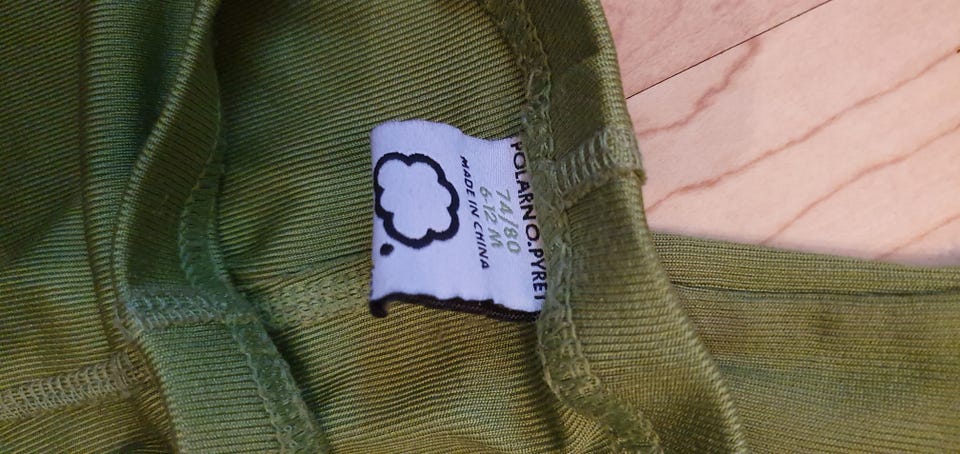 POLARN O. PYRET
74/80
6-12 M
MADE IN CHINA